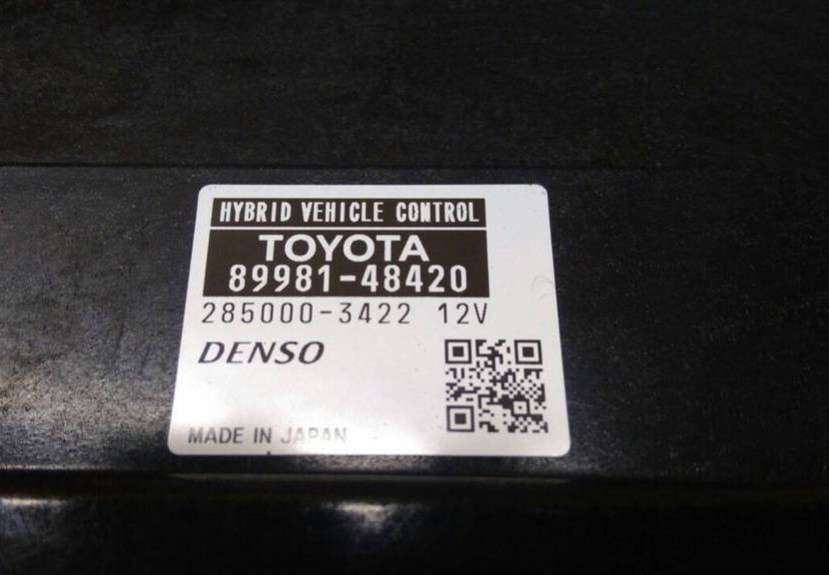 HYBRID VEHICLE CONTROL
TOYOTA
89981-48420
285000-3422 12V
DENSO
MADE IN JAPAN